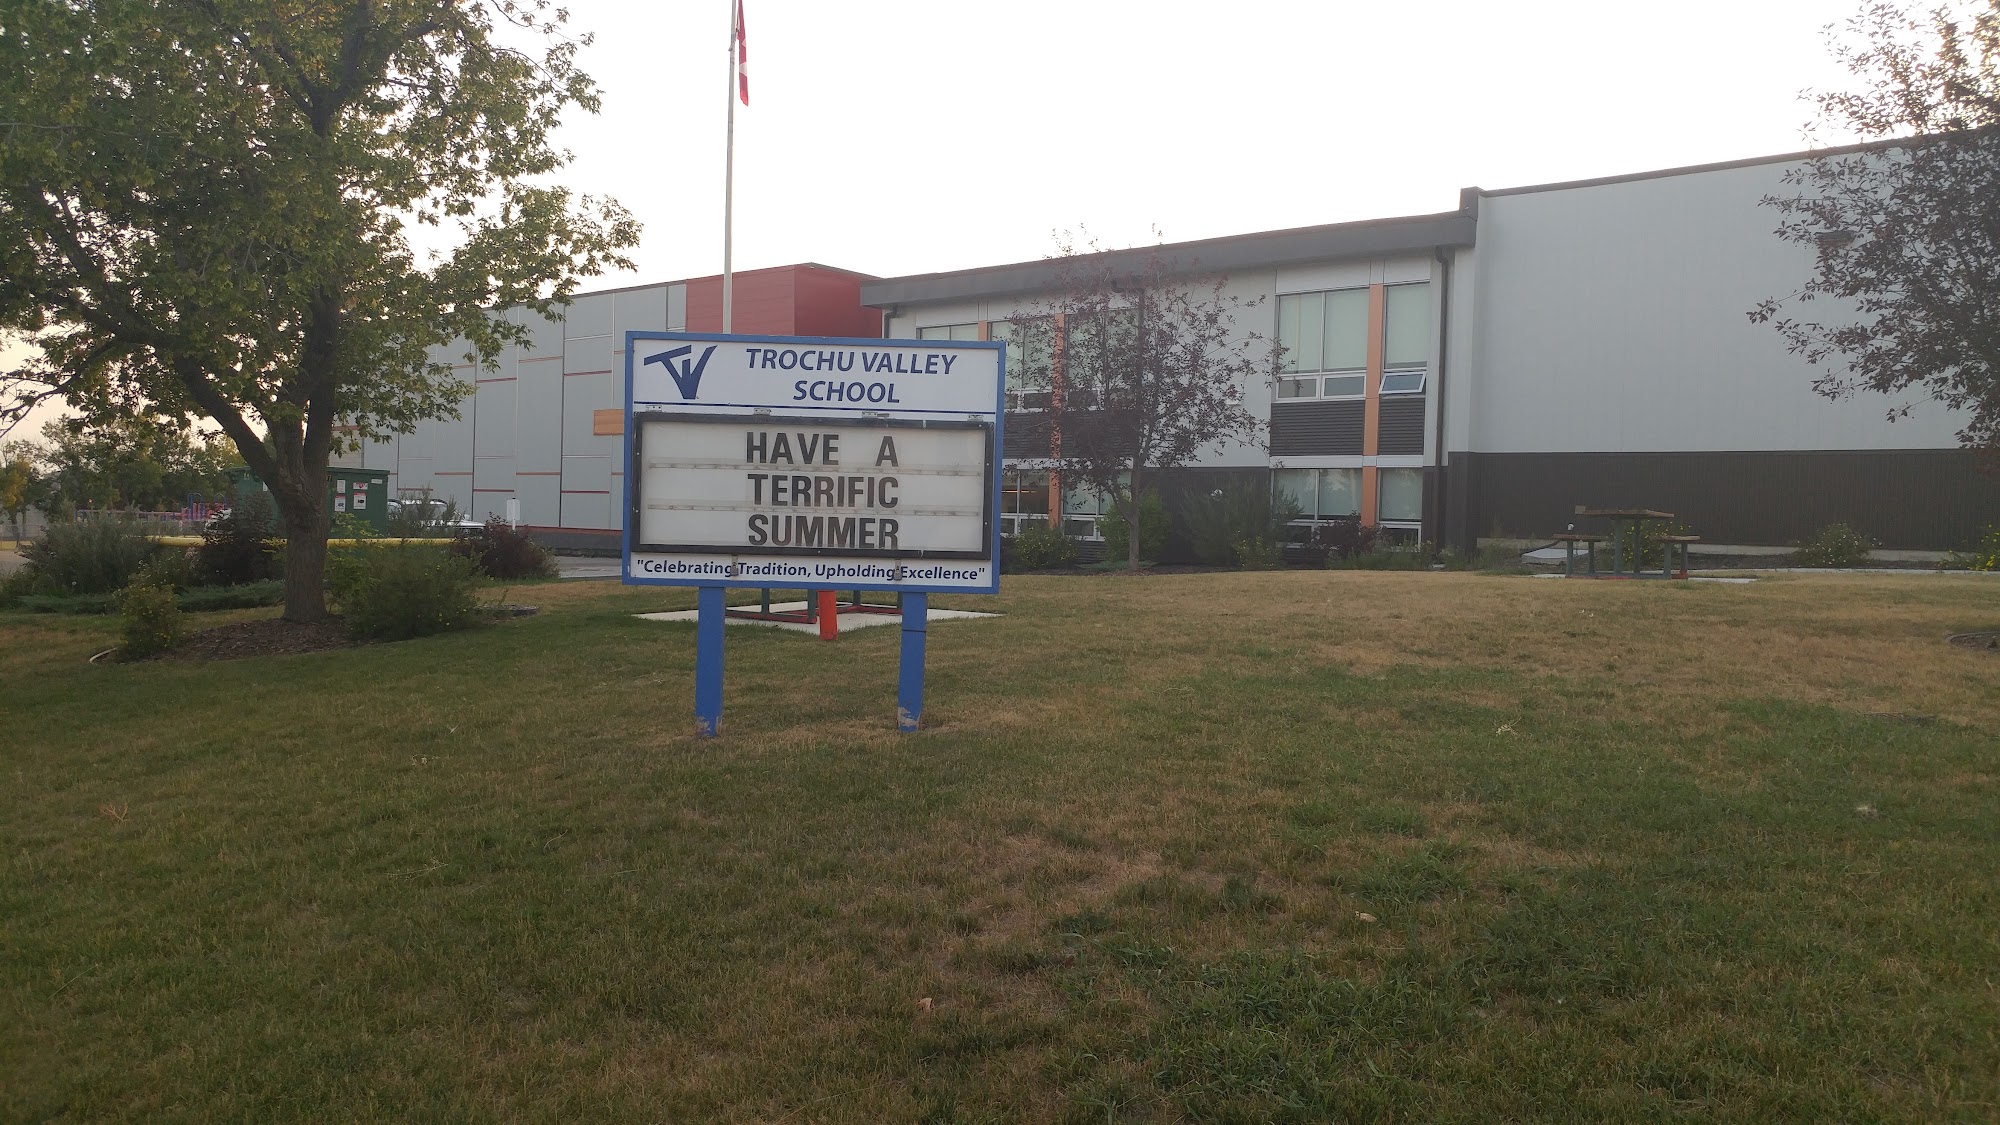 TV TROCHU VALLEY
SCHOOL
HAVE A
TERRIFIC
SUMMER
"Celebrating Tradition, Upholding Excellence"